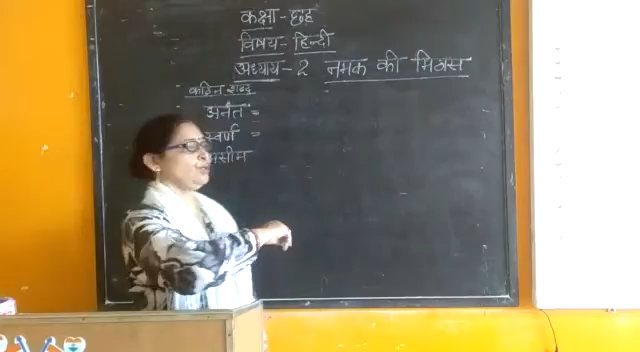 कक्षा - छह
विषय - हिन्दी
अध्याय - 2 नमक की मिठास
कठिन शब्द
अनंत =
स्वर्ण =
असीम